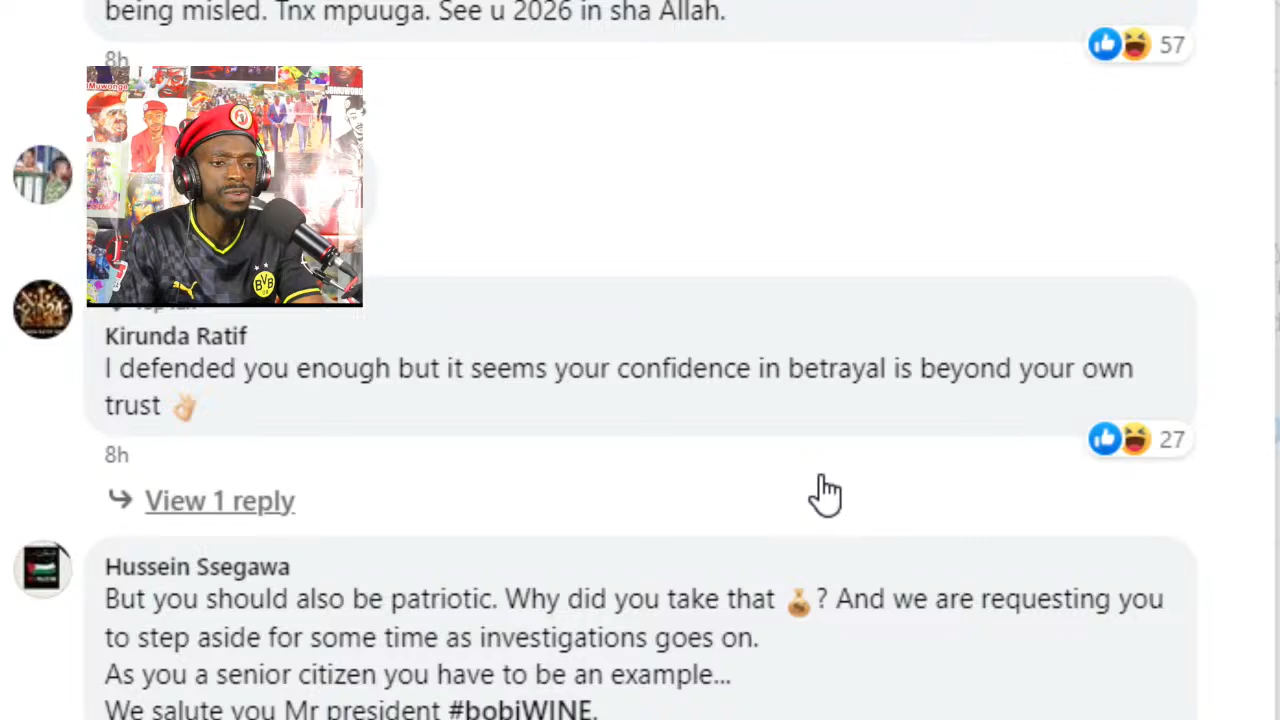 being misled. Tnx mpuuga. See u 2026 in sha Allah.
57
8h
Muwonge
BVB
Kirunda Ratif
I defended you enough but it seems your confidence in betrayal is beyond your own
trust 👌🏻
27
8h
View 1 reply
Hussein Ssegawa
But you should also be patriotic. Why did you take that 💰? And we are requesting you
to step aside for some time as investigations goes on.
As you a senior citizen you have to be an example...
We salute you Mr president #bobiWINE.